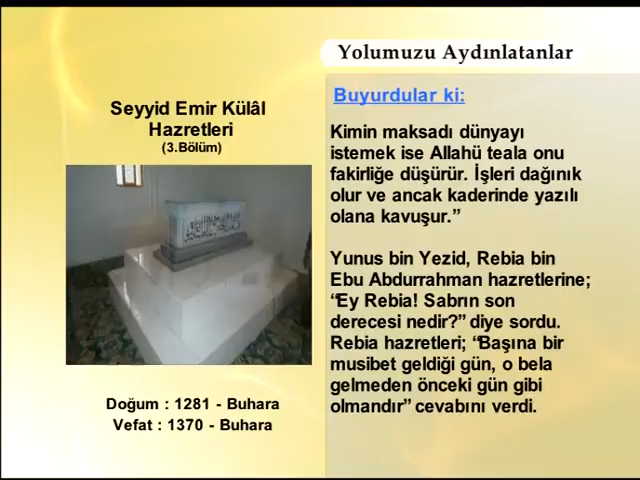 Yolumuzu Aydınlatanlar
Seyyid Emir Külâl
Hazretleri
(3.Bölüm)
Doğum : 1281 - Buhara
Vefat : 1370 - Buhara
Buyurdular ki:
Kimin maksadı dünyayı
istemek ise Allahü teala onu
fakirliğe düşürür. İşleri dağınık
olur ve ancak kaderinde yazılı
olana kavuşur.”
Yunus bin Yezid, Rebia bin
Ebu Abdurrahman hazretlerine;
“Ey Rebia! Sabrın son
derecesi nedir?” diye sordu.
Rebia hazretleri; “Başına bir
musibet geldiği gün, o bela
gelmeden önceki gün gibi
olmandır” cevabını verdi.